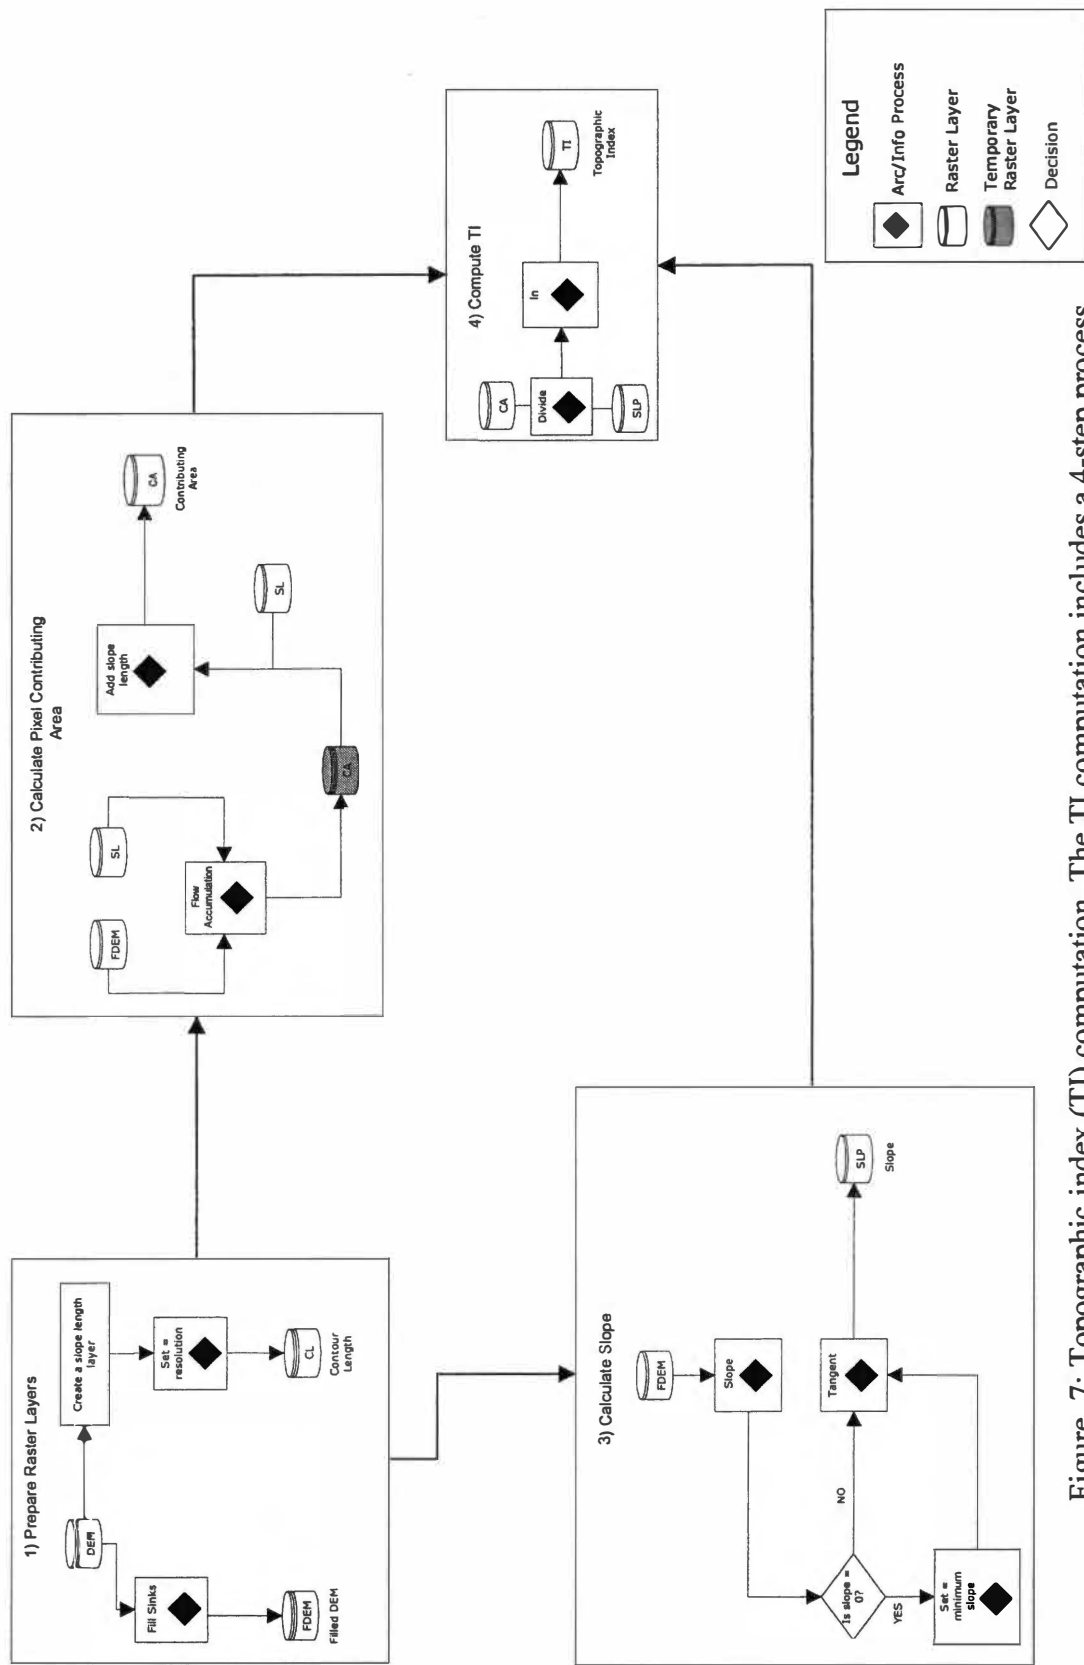 1) Prepare Raster Layers
DEM
Create a slope length
layer
Fill Sinks
FDEM
Filled DEM
Set =
resolution
CL
Contour
Length
2) Calculate Pixel Contributing
Area
FDEM
SL
Flow
Accumulation
CA
SL
Add slope
length
CA
Contributing
Area
3) Calculate Slope
FDEM
Slope
Is slope =
0?
NO
YES
Set =
minimum
slope
Tangent
SLP
Slope
4) Compute TI
CA
Divide
SLP
ln
TI
Topographic
Index
Legend
Arc/Info Process
Raster Layer
Temporary
Raster Layer
Decision
Figure 7: Topographic index (TI) computation. The TI computation includes a 4-step process